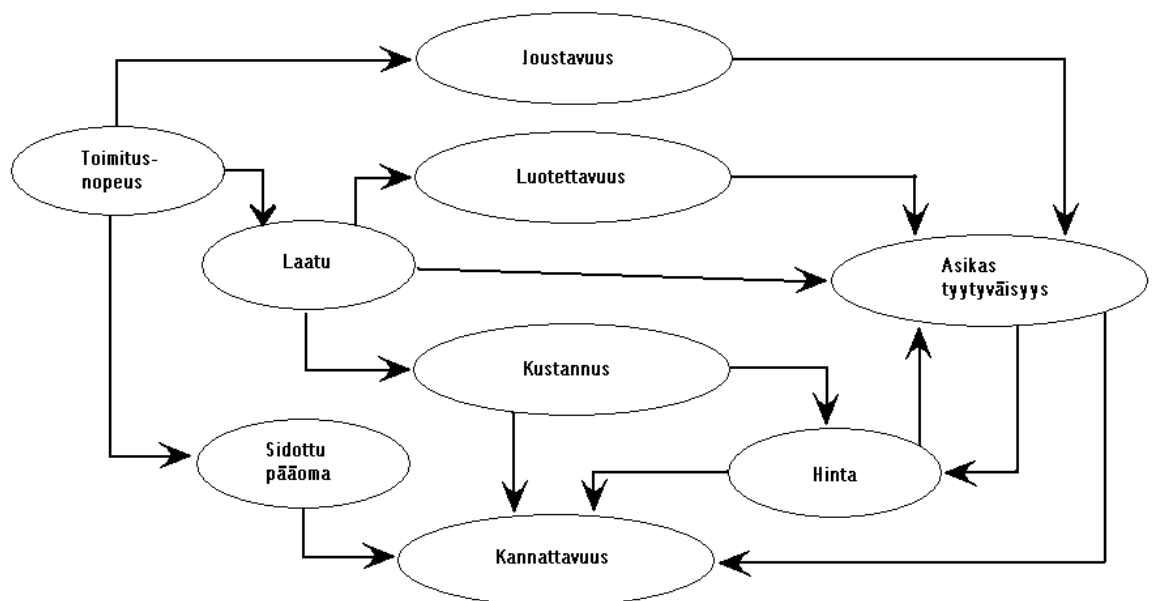 Joustavuus
Toimitus-
nopeus
Luotettavuus
Laatu
Asikas
tyytyväisyys
Kustannus
Sidottu
pääoma
Hinta
Kannattavuus